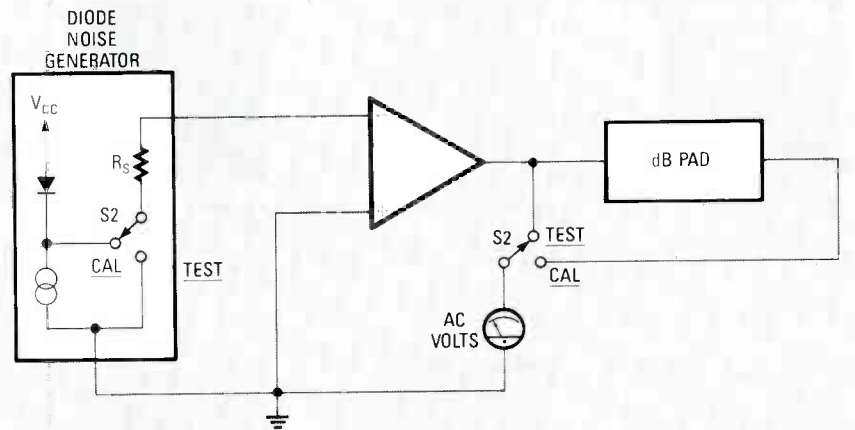 DIODE
NOISE
GENERATOR
VCC
RS
S2
CAL
TEST
dB PAD
S2
TEST
CAL
AC
VOLTS